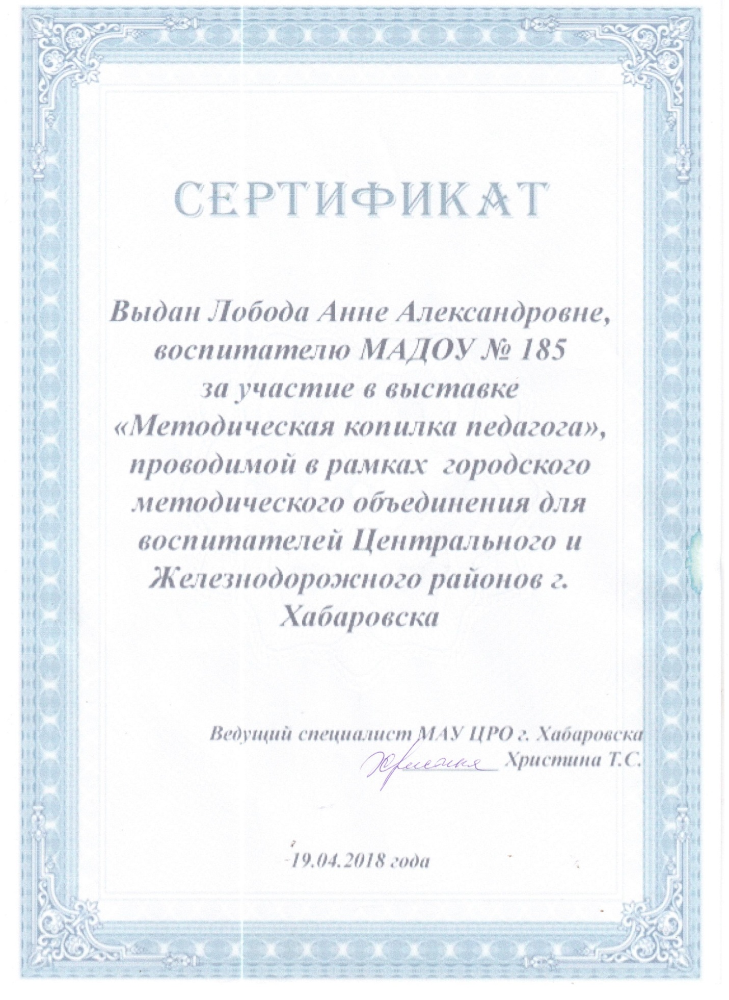 СЕРТИФИКАТ
Выдан Лобода Анне Александровне,
воспитателю МАДОУ № 185
за участие в выставке
«Методическая копилка педагога»,
проводимой в рамках городского
методического объединения для
воспитателей Центрального и
Железнодорожного районов г.
Хабаровска
Ведущий специалист МАУ ЦРО г. Хабаровска
Христина Т.С.
19.04.2018 года